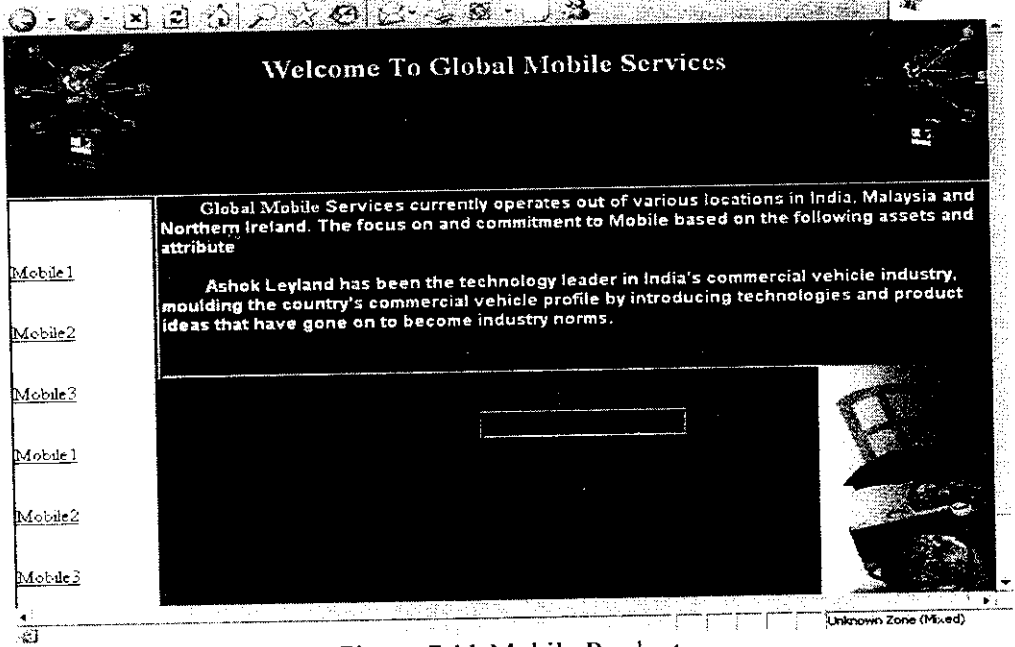 Welcome To Global Mobile Services
Global Mobile Services currently operates out of various locations in India, Malaysia and
Northern Ireland. The focus on and commitment to Mobile based on the following assets and
attribute
Ashok Leyland has been the technology leader in India's commercial vehicle industry,
moulding the country's commercial vehicle profile by introducing technologies and product
ideas that have gone on to become industry norms.
Mobile1
Mobile2
Mobile3
Mobile1
Mobile2
Mobile3
Unknown Zone (Mixed)